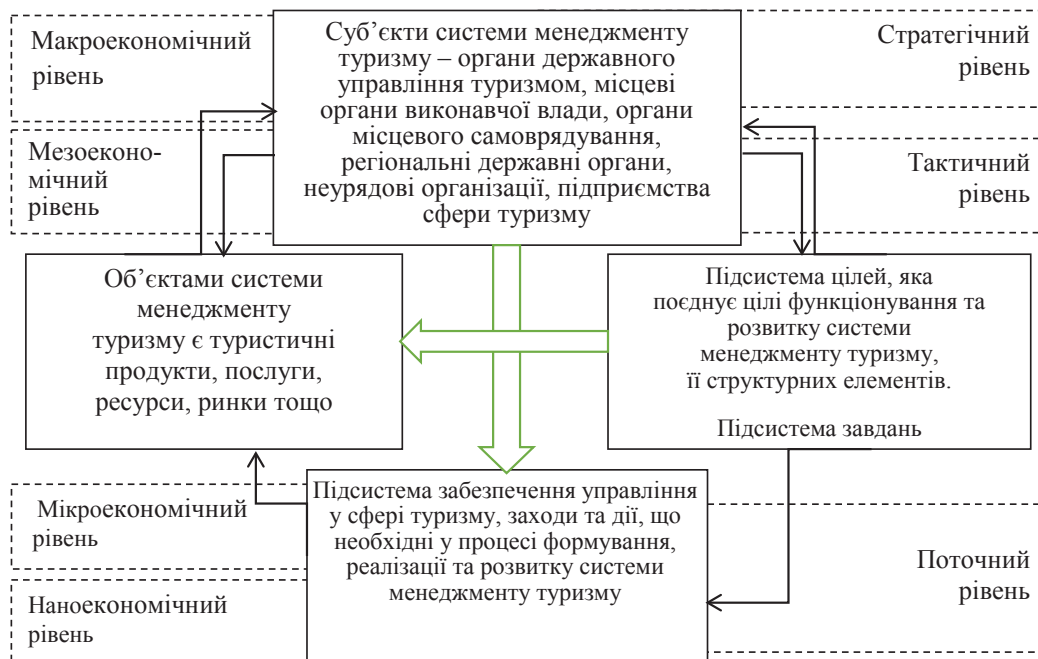 Макроекономічний
рівень
Суб’єкти системи менеджменту
туризму – органи державного
управління туризмом, місцеві
органи виконавчої влади, органи
місцевого самоврядування,
регіональні державні органи,
неурядові організації, підприємства
сфери туризму
Стратегічний
рівень
Мезоеконо-
мічний
рівень
Тактичний
рівень
Об’єктами системи
менеджменту
туризму є туристичні
продукти, послуги,
ресурси, ринки тощо
Підсистема цілей, яка
поєднує цілі функціонування та
розвитку системи
менеджменту туризму,
її структурних елементів.
Підсистема завдань
Мікроекономічний
рівень
Підсистема забезпечення управління
у сфері туризму, заходи та дії, що
необхідні у процесі формування,
реалізації та розвитку системи
менеджменту туризму
Поточний
рівень
Наноекономічний
рівень